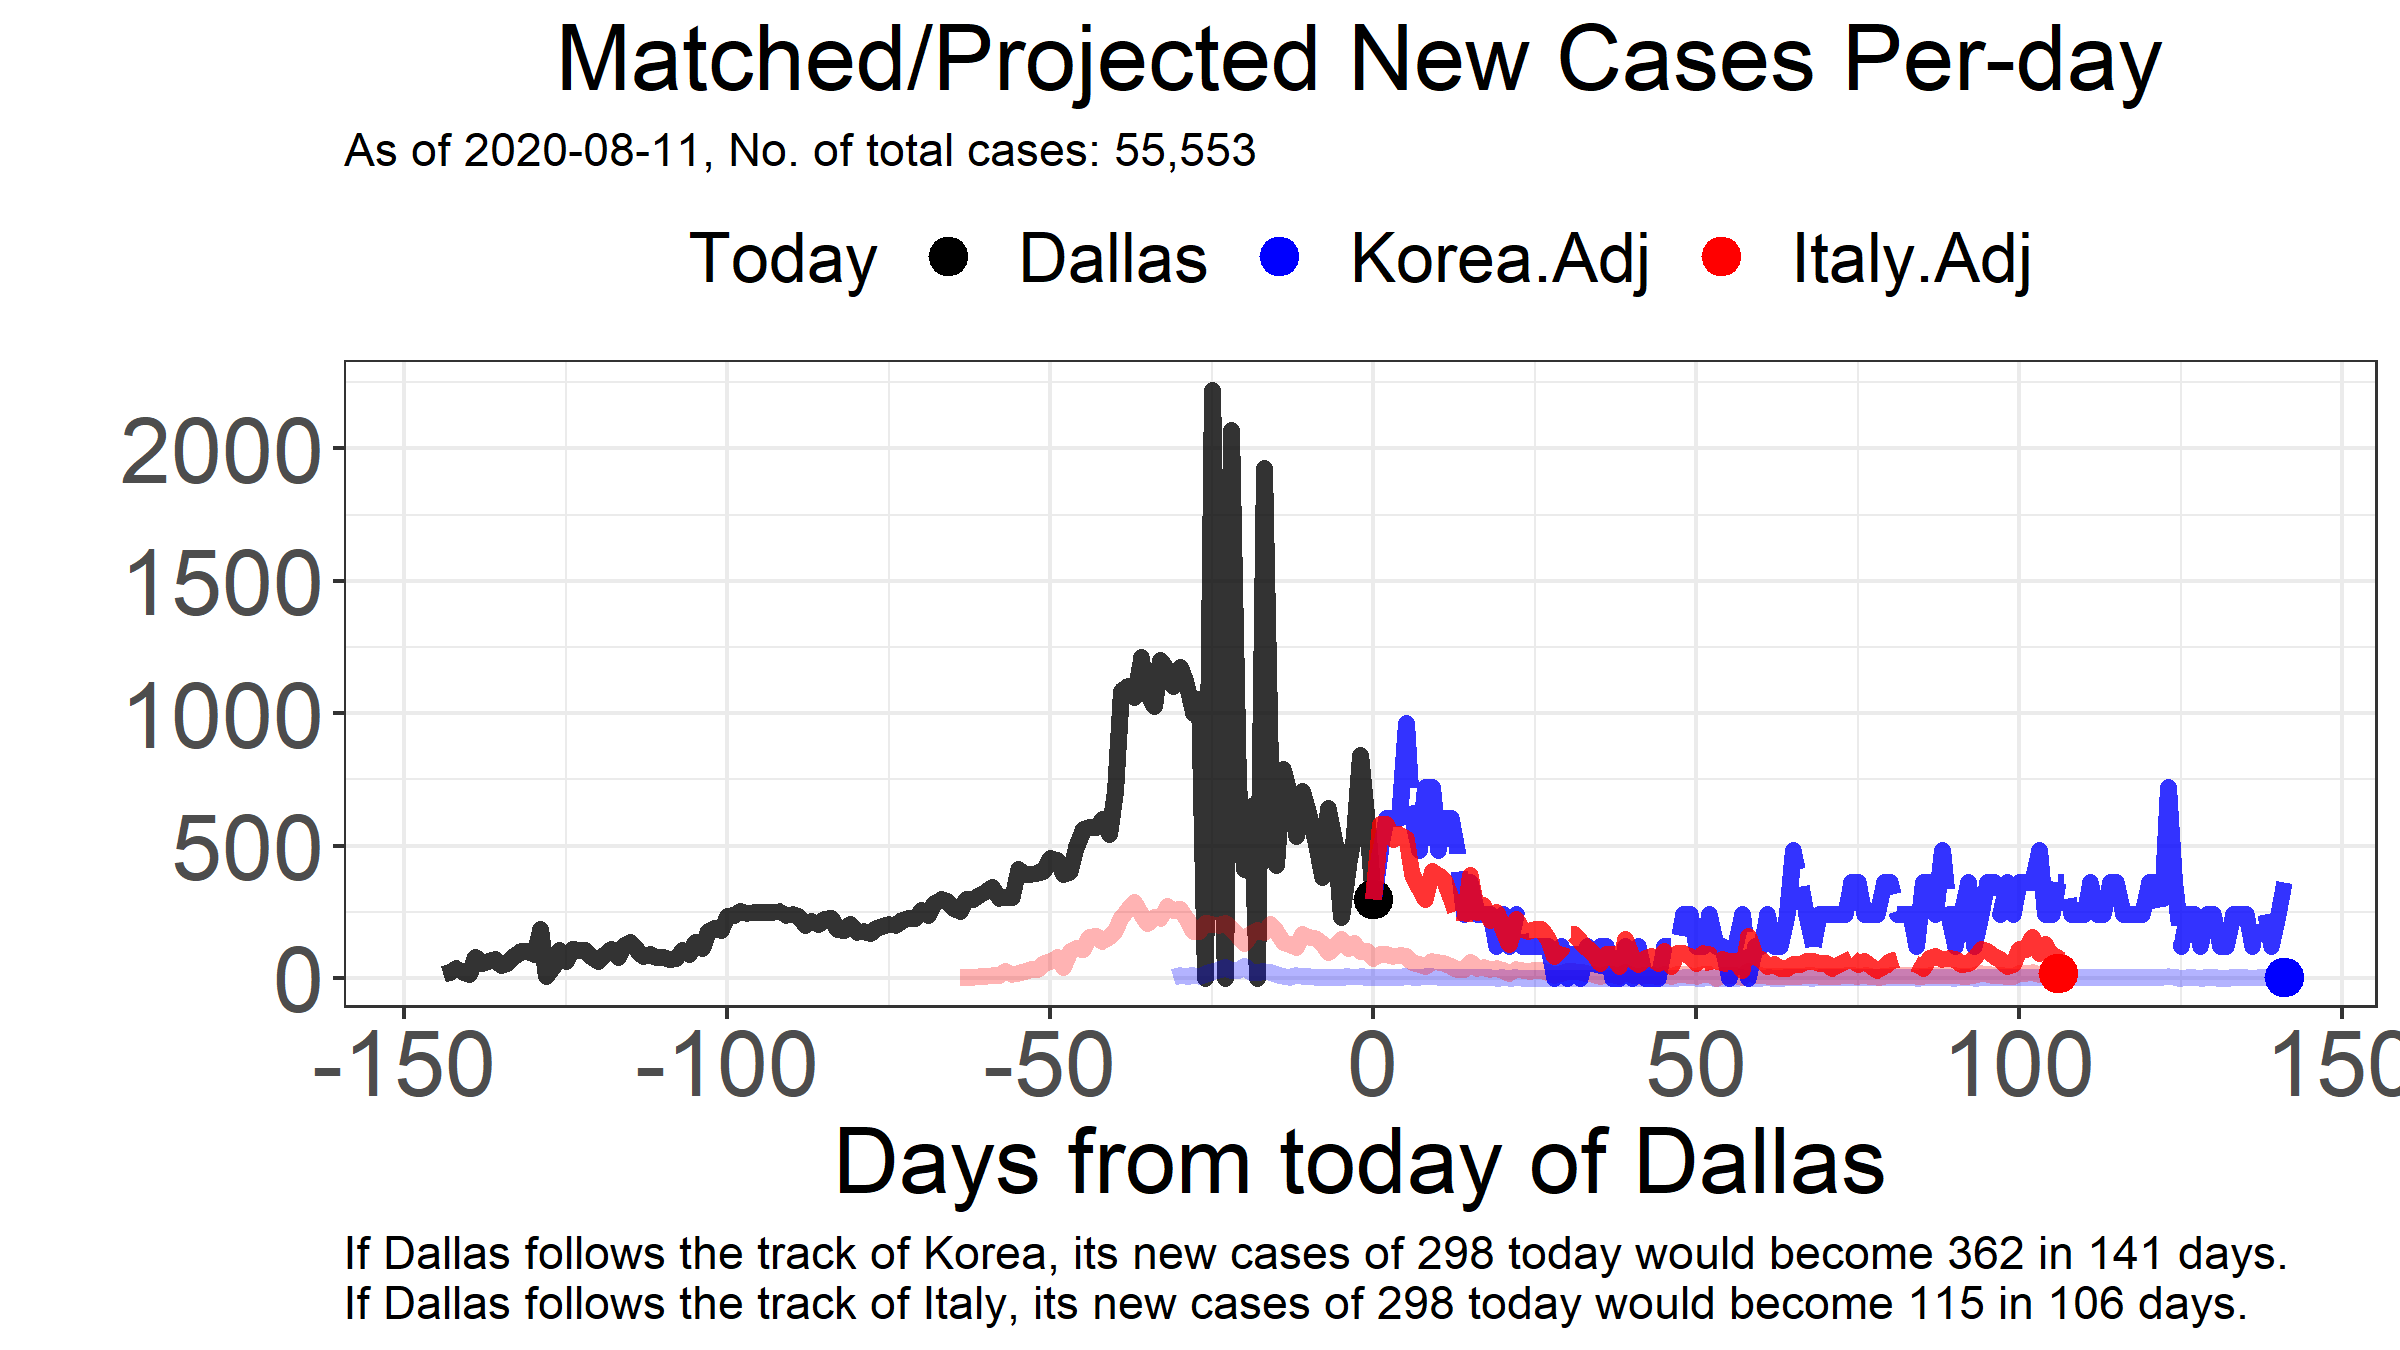 Matched/Projected New Cases Per-day
As of 2020-08-11, No. of total cases: 55,553
Today Dallas Korea.Adj Italy.Adj
2000
1500
1000
500
0
-150 -100 -50 0 50 100 150
Days from today of Dallas
If Dallas follows the track of Korea, its new cases of 298 today would become 362 in 141 days.
If Dallas follows the track of Italy, its new cases of 298 today would become 115 in 106 days.